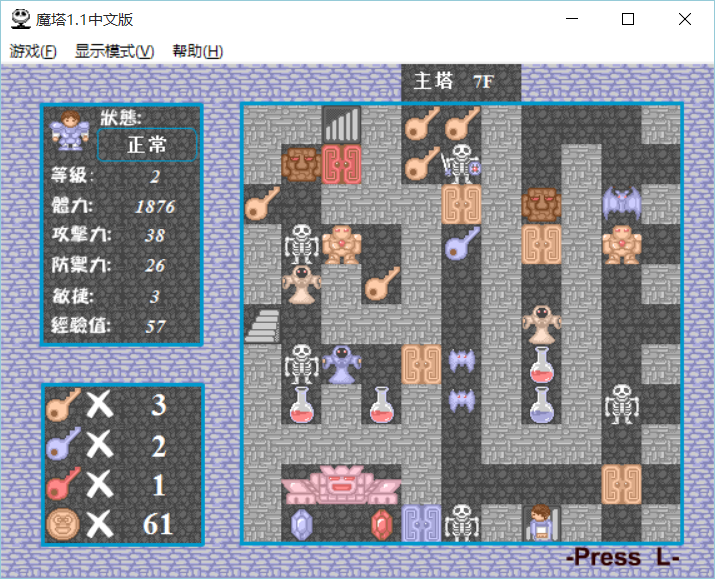 魔塔1.1中文版
游戏(F) 显示模式(V) 帮助(H)
主塔 7F
狀態:
正常
等級: 2
體力: 1876
攻擊力: 38
防禦力: 26
敏捷: 3
經驗值: 57
3
2
1
61
-Press L-